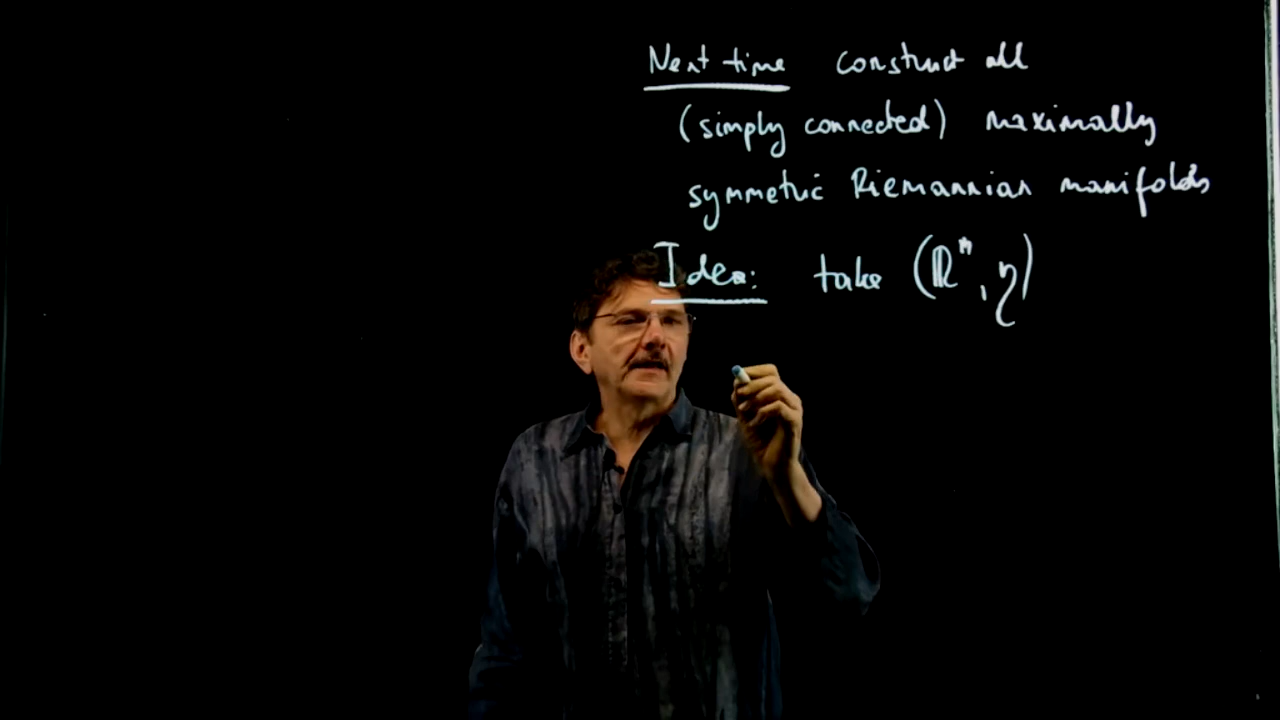 Next time construct all
(simply connected) maximally
symmetric Riemannian manifolds
Idea: take (ℝⁿ, η)